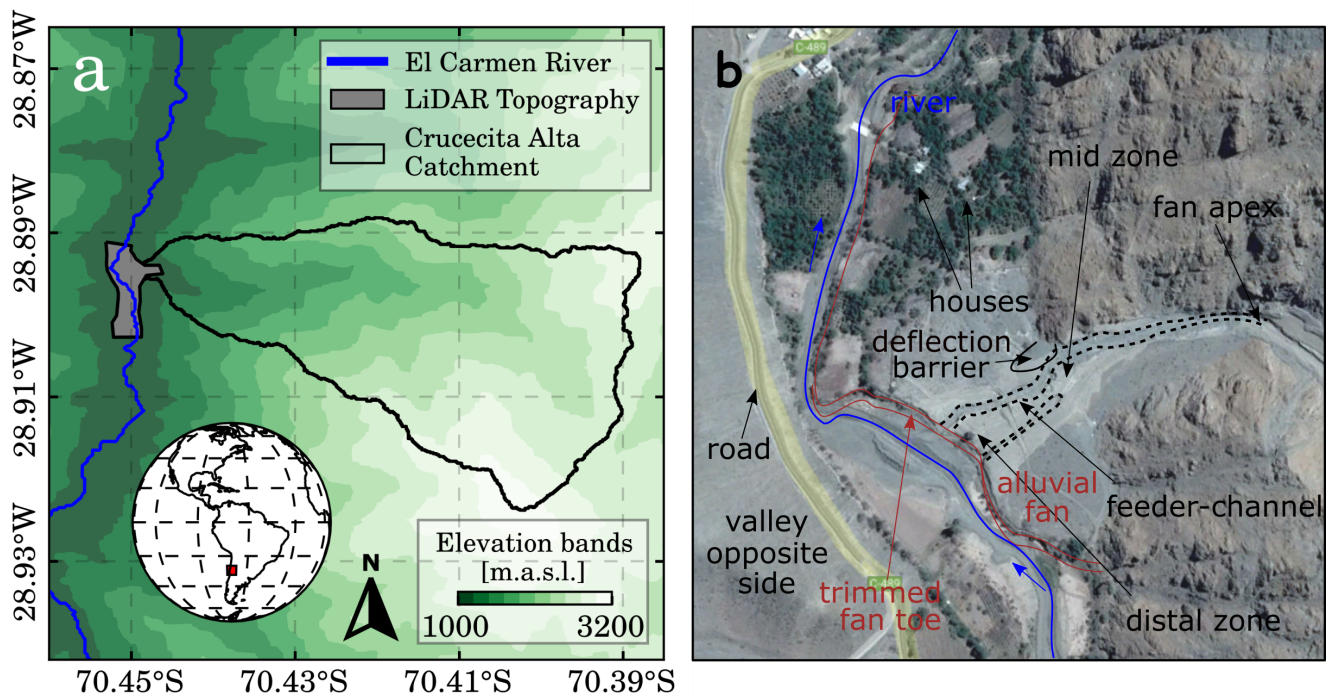 a
El Carmen River
LiDAR Topography
Crucecita Alta
Catchment
28.87°W
28.89°W
28.91°W
28.93°W
70.45°S
70.43°S
70.41°S
70.39°S
N
Elevation bands
[m.a.s.l.]
1000
3200
b
C-489
river
mid zone
fan apex
houses
deflection
barrier
road
alluvial
fan
feeder-channel
valley
opposite
side
C-489
trimmed
fan toe
distal zone